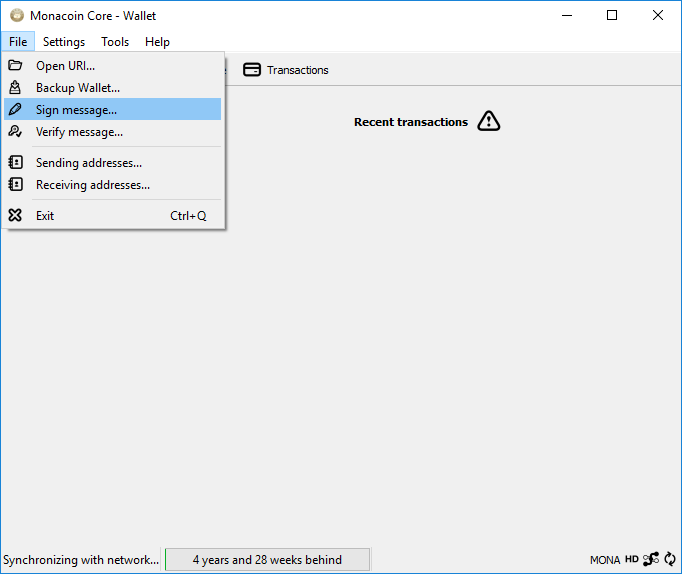 Monacoin Core - Wallet
File Settings Tools Help
Open URI...
Transactions
Backup Wallet...
Sign message...
Recent transactions
Verify message...
Sending addresses...
Receiving addresses...
Exit Ctrl+Q
Synchronizing with network... 4 years and 28 weeks behind MONA HD